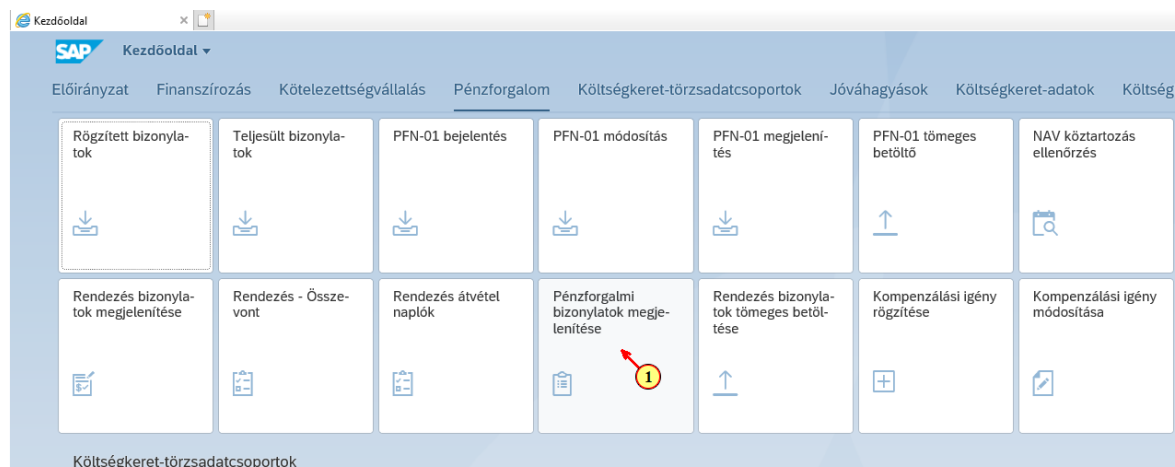 Kezdőoldal
SAP Kezdőoldal
Előirányzat Finanszírozás Kötelezettségvállalás Pénzforgalom Költségkeret-törzsadatcsoportok Jóváhagyások Költségkeret-adatok Költség
Rögzített bizonyla-
tok
Teljesült bizonyla-
tok
PFN-01 bejelentés
PFN-01 módosítás
PFN-01 megjelení-
tés
PFN-01 tömeges
betöltő
NAV köztartozás
ellenőrzés
Rendezés bizonyla-
tok megjelenítése
Rendezés - Össze-
vont
Rendezés átvétel
naplók
Pénzforgalmi
bizonylatok megje-
lenítése
Rendezés bizonyla-
tok tömeges betöl-
tése
Kompenzálási igény
rögzítése
Kompenzálási igény
módosítása
1
Költségkeret-törzsadatcsoportok